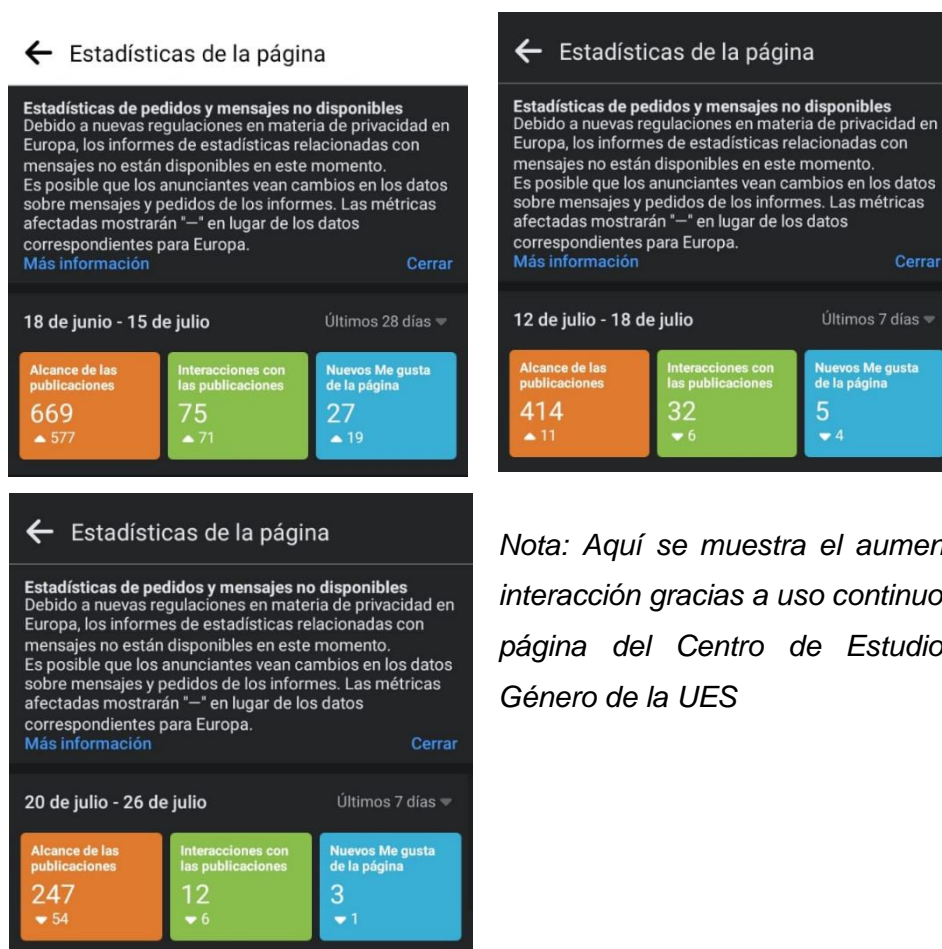 Estadísticas de la página
Estadísticas de pedidos y mensajes no disponibles
Debido a nuevas regulaciones en materia de privacidad en
Europa, los informes de estadísticas relacionadas con
mensajes no están disponibles en este momento.
Es posible que los anunciantes vean cambios en los datos
sobre mensajes y pedidos de los informes. Las métricas
afectadas mostrarán "—" en lugar de los datos
correspondientes para Europa.
Más información Cerrar
18 de junio - 15 de julio Últimos 28 días
Alcance de las
publicaciones
669
577
Interacciones con
las publicaciones
75
71
Nuevos Me gusta
de la página
27
19
Estadísticas de la página
Estadísticas de pedidos y mensajes no disponibles
Debido a nuevas regulaciones en materia de privacidad en
Europa, los informes de estadísticas relacionadas con
mensajes no están disponibles en este momento.
Es posible que los anunciantes vean cambios en los datos
sobre mensajes y pedidos de los informes. Las métricas
afectadas mostrarán "—" en lugar de los datos
correspondientes para Europa.
Más información Cerrar
12 de julio - 18 de julio Últimos 7 días
Alcance de las
publicaciones
414
11
Interacciones con
las publicaciones
32
6
Nuevos Me gusta
de la página
5
4
Estadísticas de la página
Estadísticas de pedidos y mensajes no disponibles
Debido a nuevas regulaciones en materia de privacidad en
Europa, los informes de estadísticas relacionadas con
mensajes no están disponibles en este momento.
Es posible que los anunciantes vean cambios en los datos
sobre mensajes y pedidos de los informes. Las métricas
afectadas mostrarán "—" en lugar de los datos
correspondientes para Europa.
Más información Cerrar
20 de julio - 26 de julio Últimos 7 días
Alcance de las
publicaciones
247
54
Interacciones con
las publicaciones
12
6
Nuevos Me gusta
de la página
3
1
Nota: Aquí se muestra el aumen
interacción gracias a uso continuo
página del Centro de Estudio
Género de la UES